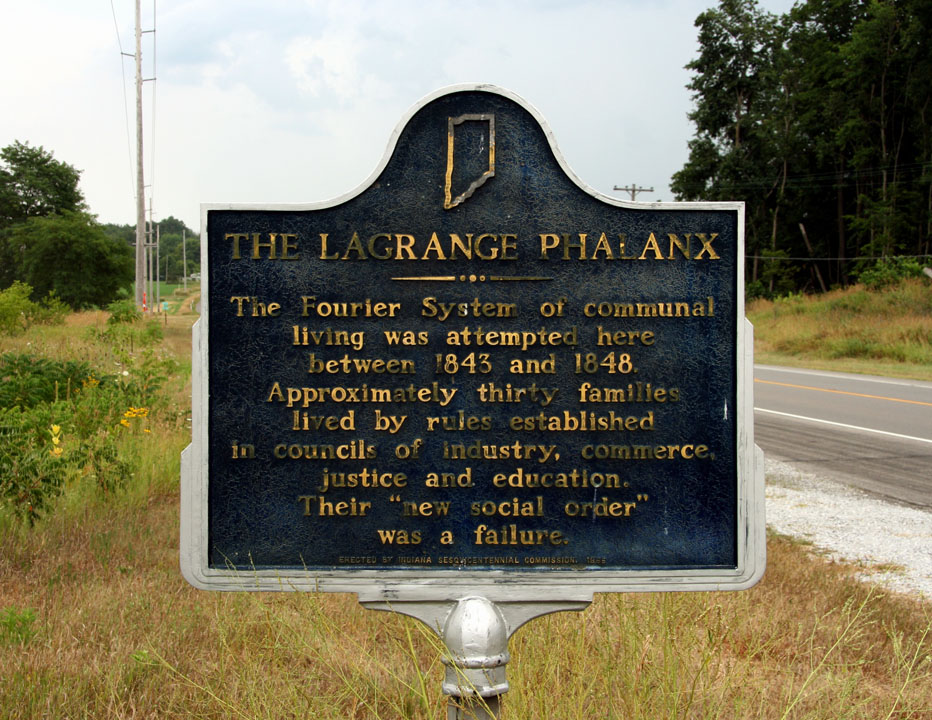 THE LAGRANGE PHALANX
The Fourier System of communal
living was attempted here
between 1843 and 1848.
Approximately thirty families
lived by rules established
in councils of industry, commerce,
justice and education.
Their "new social order"
was a failure.
ERECTED BY INDIANA SESQUICENTENNIAL COMMISSION, 1966